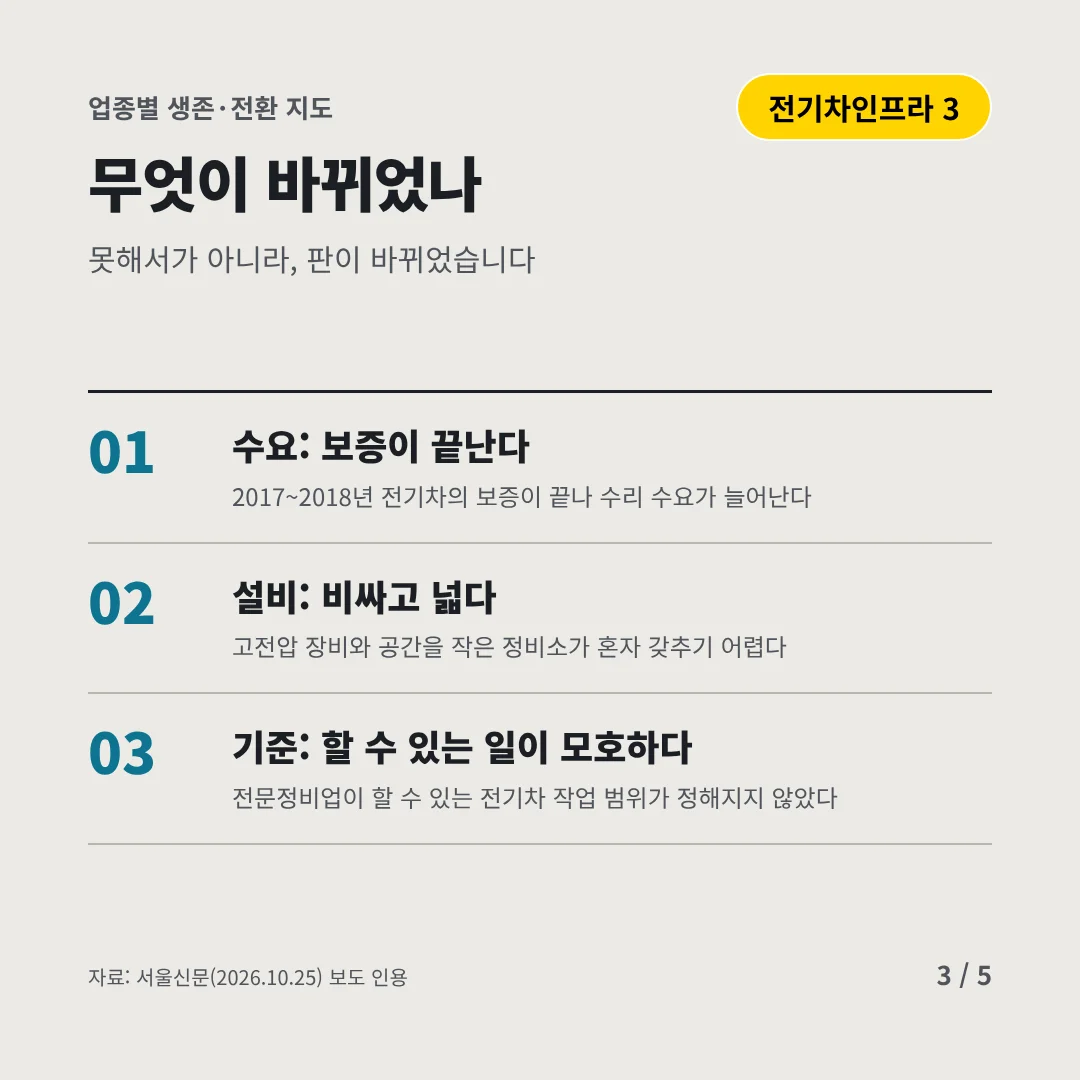 업종별 생존·전환 지도
전기차인프라 3
무엇이 바뀌었나
못해서가 아니라, 판이 바뀌었습니다
01
수요: 보증이 끝난다
2017~2018년 전기차의 보증이 끝나 수리 수요가 늘어난다
02
설비: 비싸고 넓다
고전압 장비와 공간을 작은 정비소가 혼자 갖추기 어렵다
03
기준: 할 수 있는 일이 모호하다
전문정비업이 할 수 있는 전기차 작업 범위가 정해지지 않았다
자료: 서울신문(2026.10.25) 보도 인용
3 / 5